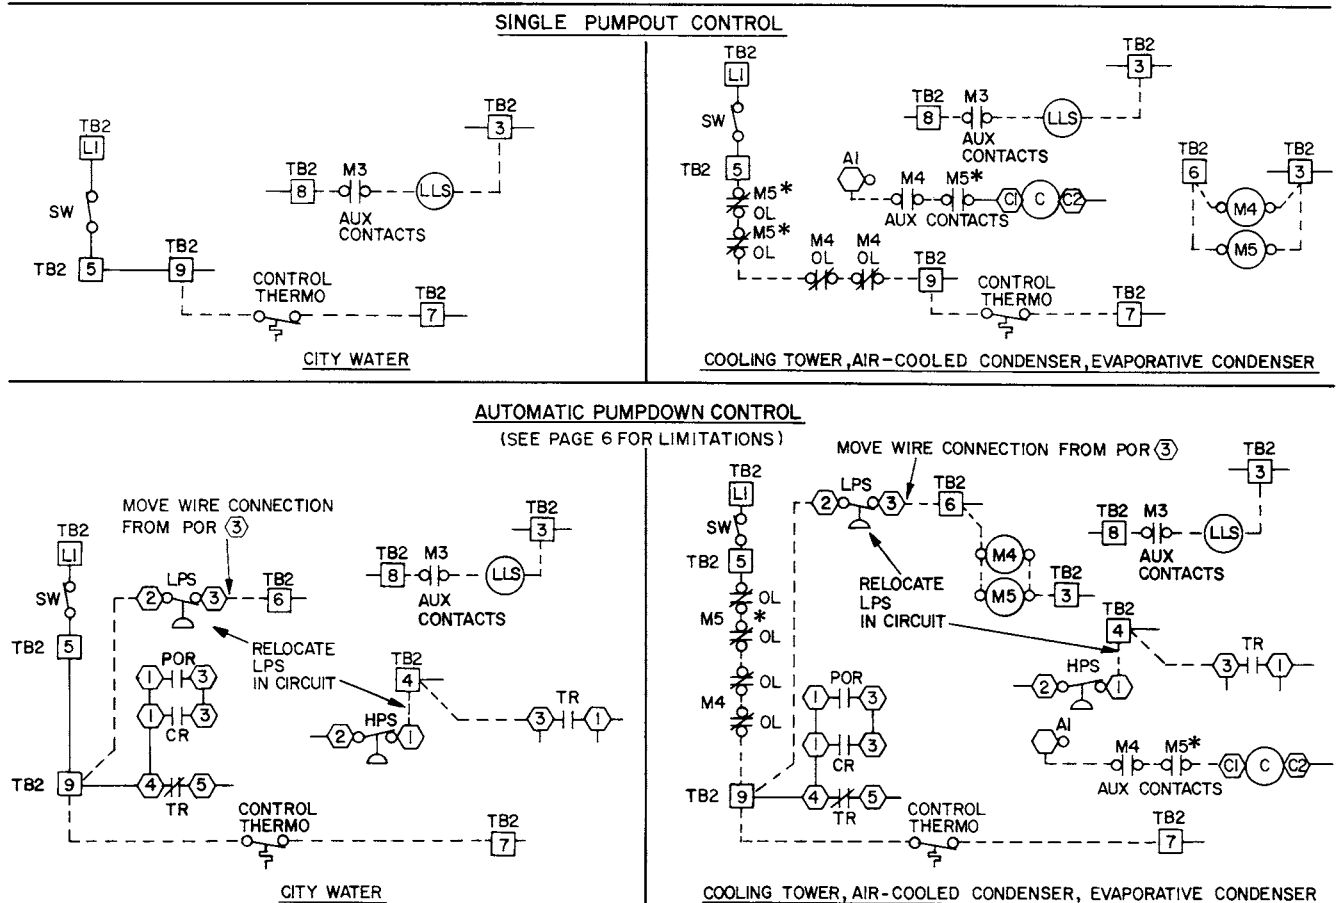 SINGLE PUMPOUT CONTROL
TB2
L1
SW
TB2 5
TB2
9
TB2
8
M3
AUX
CONTACTS
LLS
TB2
3
CONTROL
THERMO
TB2
7
CITY WATER
TB2
L1
SW
TB2 5
M5*
OL
M5*
OL
M4
OL
M4
OL
TB2
9
TB2
8
M3
AUX
CONTACTS
LLS
TB2
3
A1
M4
M5*
AUX CONTACTS
C1 C C2
TB2
6
TB2
3
M4
M5
CONTROL
THERMO
TB2
7
COOLING TOWER, AIR-COOLED CONDENSER, EVAPORATIVE CONDENSER
AUTOMATIC PUMPDOWN CONTROL
(SEE PAGE 6 FOR LIMITATIONS)
MOVE WIRE CONNECTION
FROM POR 3
TB2
L1
SW
TB2 5
LPS
2 3
TB2
6
TB2
8
M3
AUX
CONTACTS
LLS
TB2
3
RELOCATE
LPS
IN CIRCUIT
POR
1 3
1 3
CR
TB2
4
HPS
2 1
TR
3 1
TB2 9
4 5
TR
CONTROL
THERMO
TB2
7
CITY WATER
MOVE WIRE CONNECTION FROM POR 3
TB2
L1
SW
TB2 5
OL
M5 *
OL
OL
M4
OL
LPS
2 3
TB2
6
M4
M5
TB2
3
TB2
8
M3
AUX
CONTACTS
LLS
TB2
3
RELOCATE
LPS
IN CIRCUIT
TB2
4
HPS
2 1
3 TR 1
POR
1 3
1 3
CR
A1
M4 M5*
AUX CONTACTS
C1 C C2
TB2 9
4 5
TR
CONTROL
THERMO
TB2
7
COOLING TOWER, AIR-COOLED CONDENSER, EVAPORATIVE CONDENSER